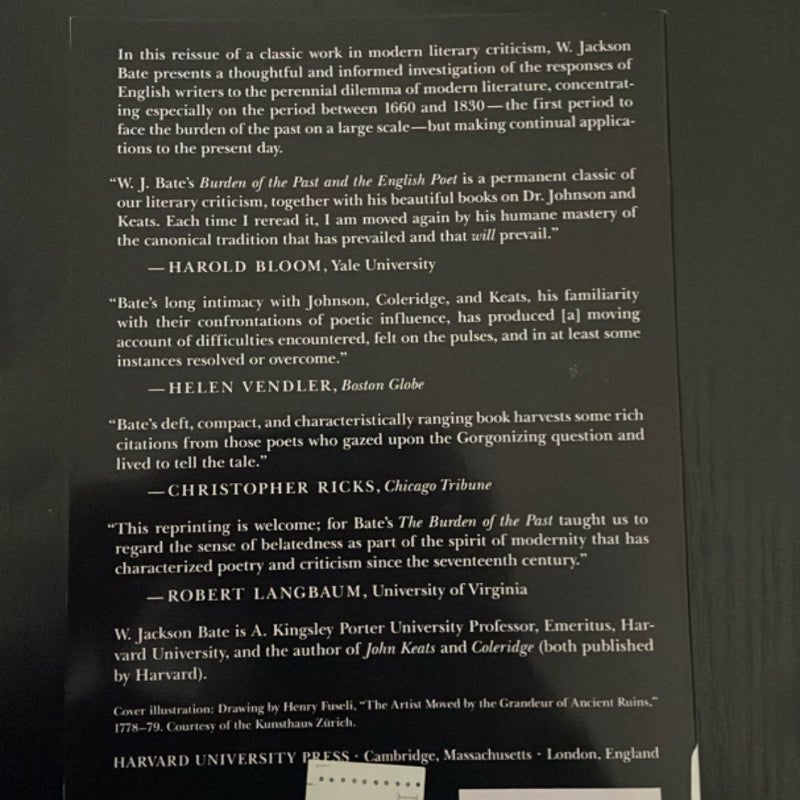 In this reissue of a classic work in modern literary criticism, W. Jackson
Bate presents a thoughtful and informed investigation of the responses of
English writers to the perennial dilemma of modern literature, concentrat-
ing especially on the period between 1660 and 1830—the first period to
face the burden of the past on a large scale—but making continual applica-
tions to the present day.
“W. J. Bate's Burden of the Past and the English Poet is a permanent classic of
our literary criticism, together with his beautiful books on Dr. Johnson and
Keats. Each time I reread it, I am moved again by his humane mastery of
the canonical tradition that has prevailed and that will prevail.”
—HAROLD BLOOM, Yale University
“Bate's long intimacy with Johnson, Coleridge, and Keats, his familiarity
with their confrontations of poetic influence, has produced [a] moving
account of difficulties encountered, felt on the pulses, and in at least some
instances resolved or overcome.”
—HELEN VENDLER, Boston Globe
“Bate's deft, compact, and characteristically ranging book harvests some rich
citations from those poets who gazed upon the Gorgonizing question and
lived to tell the tale.”
—CHRISTOPHER RICKS, Chicago Tribune
“This reprinting is welcome; for Bate's The Burden of the Past taught us to
regard the sense of belatedness as part of the spirit of modernity that has
characterized poetry and criticism since the seventeenth century.”
—ROBERT LANGBAUM, University of Virginia
W. Jackson Bate is A. Kingsley Porter University Professor, Emeritus, Har-
vard University, and the author of John Keats and Coleridge (both published
by Harvard).
Cover illustration: Drawing by Henry Fuseli, “The Artist Moved by the Grandeur of Ancient Ruins,”
1778–79. Courtesy of the Kunsthaus Zürich.
HARVARD UNIVERSITY PRESS · Cambridge, Massachusetts · London, England